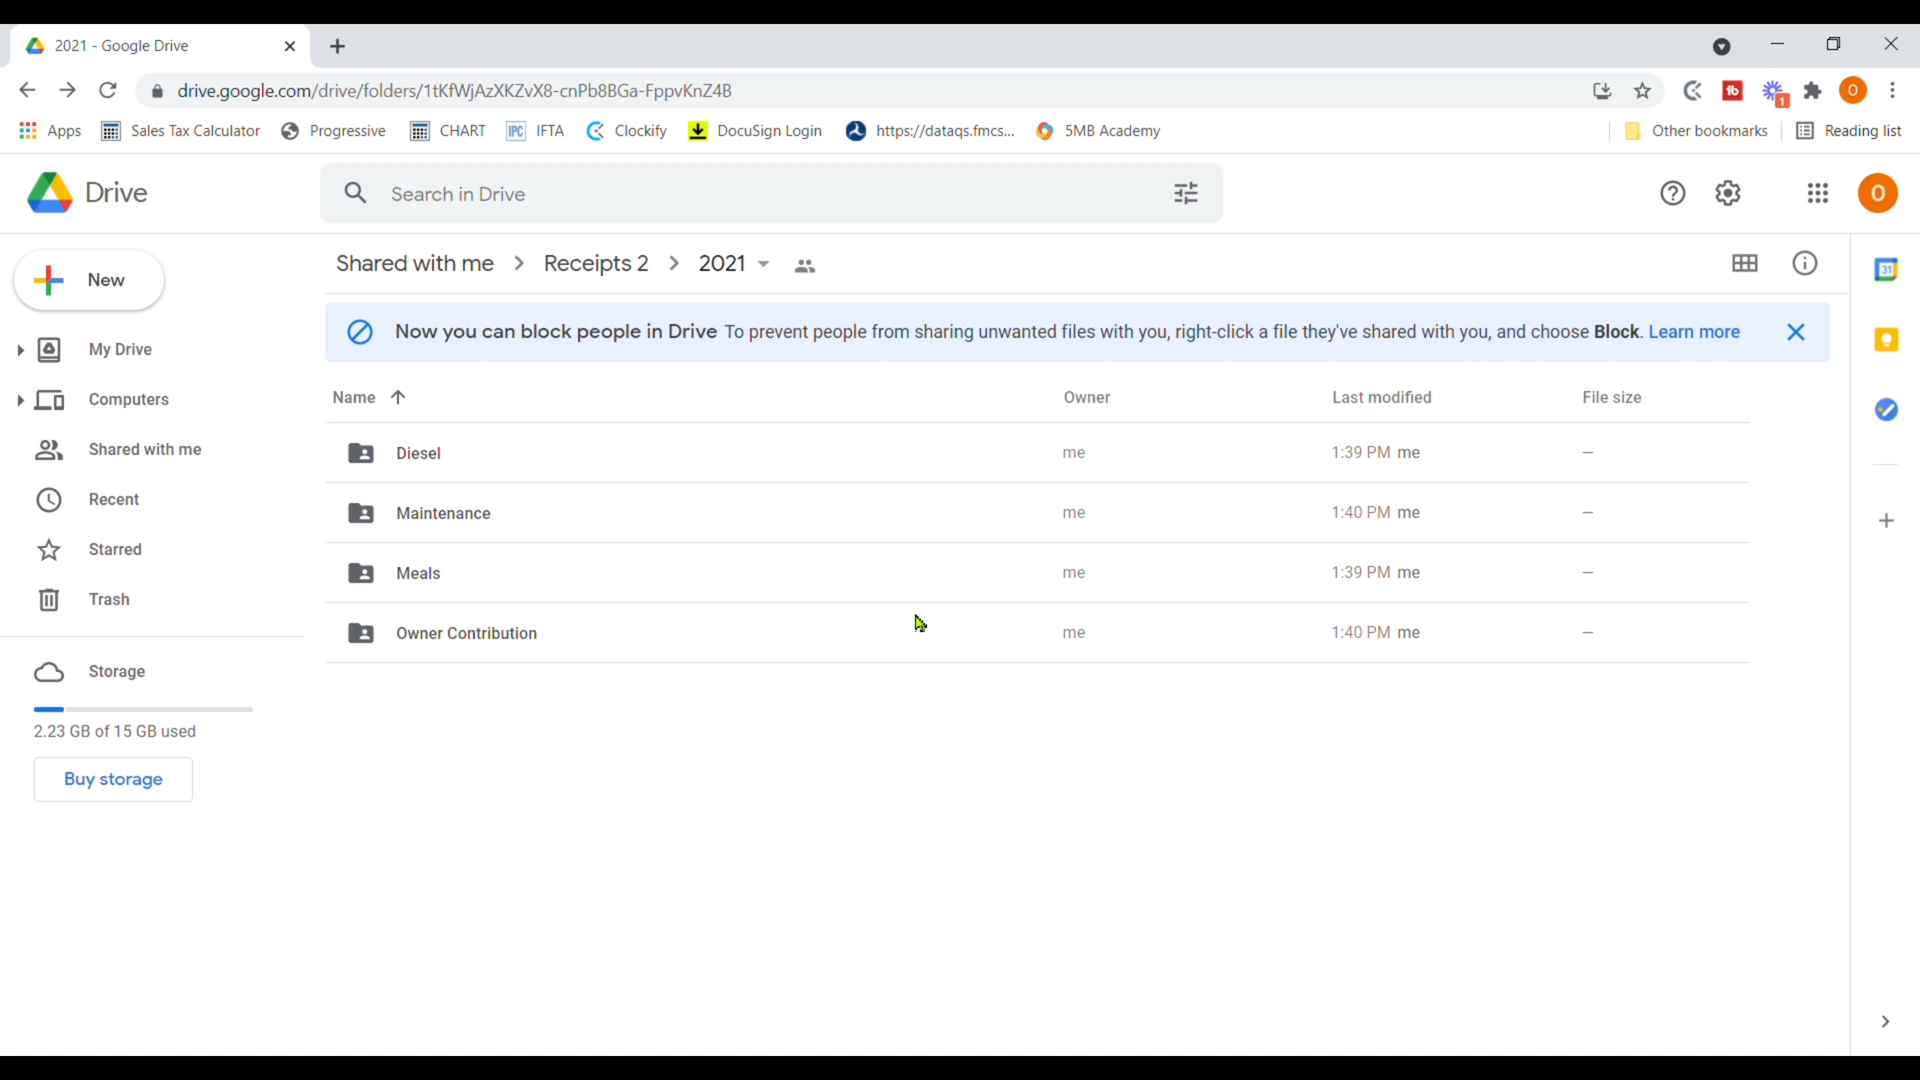 2021 - Google Drive
drive.google.com/drive/folders/1tKfWjAzXKZvX8-cnPb8BGa-FppvKnZ4B
tb
1
O
Apps
Sales Tax Calculator
Progressive
CHART
IPC IFTA
Clockify
DocuSign Login
https://dataqs.fmcs...
5MB Academy
Other bookmarks
Reading list
Drive
Search in Drive
O
New
Shared with me > Receipts 2 > 2021
31
Now you can block people in Drive To prevent people from sharing unwanted files with you, right-click a file they've shared with you, and choose Block. Learn more
My Drive
Computers
Shared with me
Recent
Starred
Trash
Storage
2.23 GB of 15 GB used
Buy storage
Name Owner Last modified File size
Diesel me 1:39 PM me –
Maintenance me 1:40 PM me –
Meals me 1:39 PM me –
Owner Contribution me 1:40 PM me –